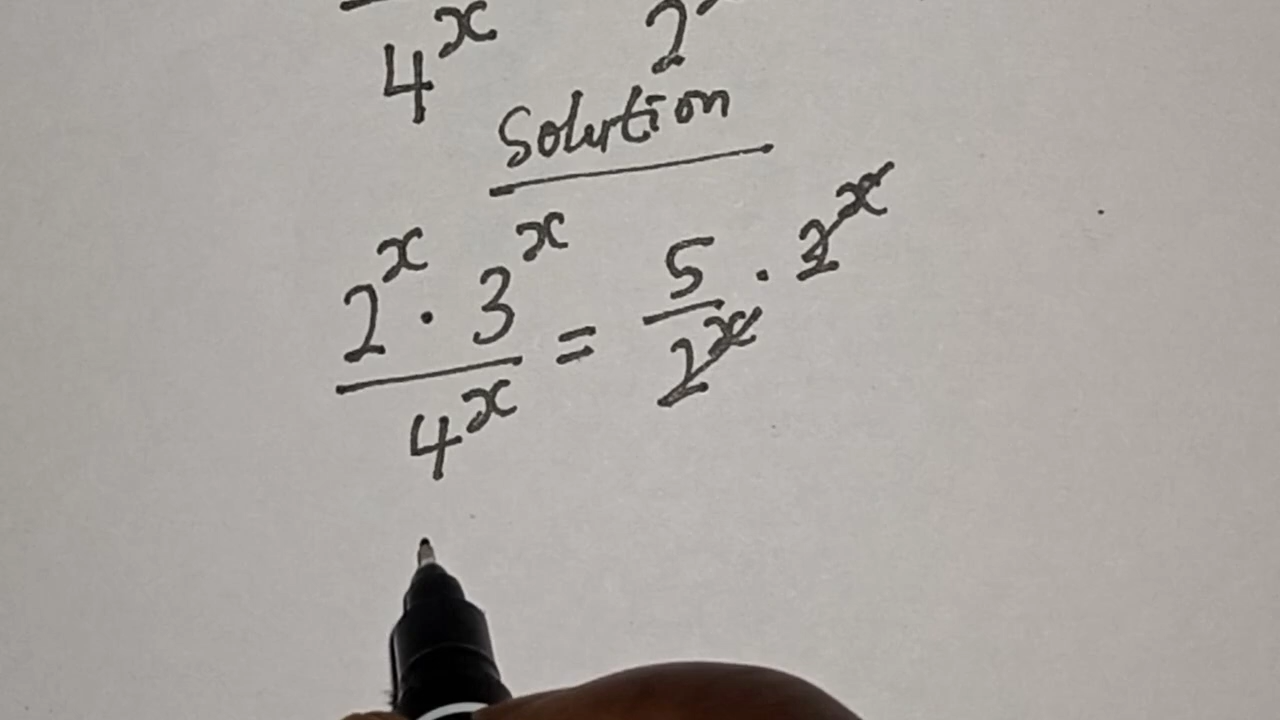 4^x 2
Solution
2^x · 3^x / 4^x = 5 / 2^x · 2^x